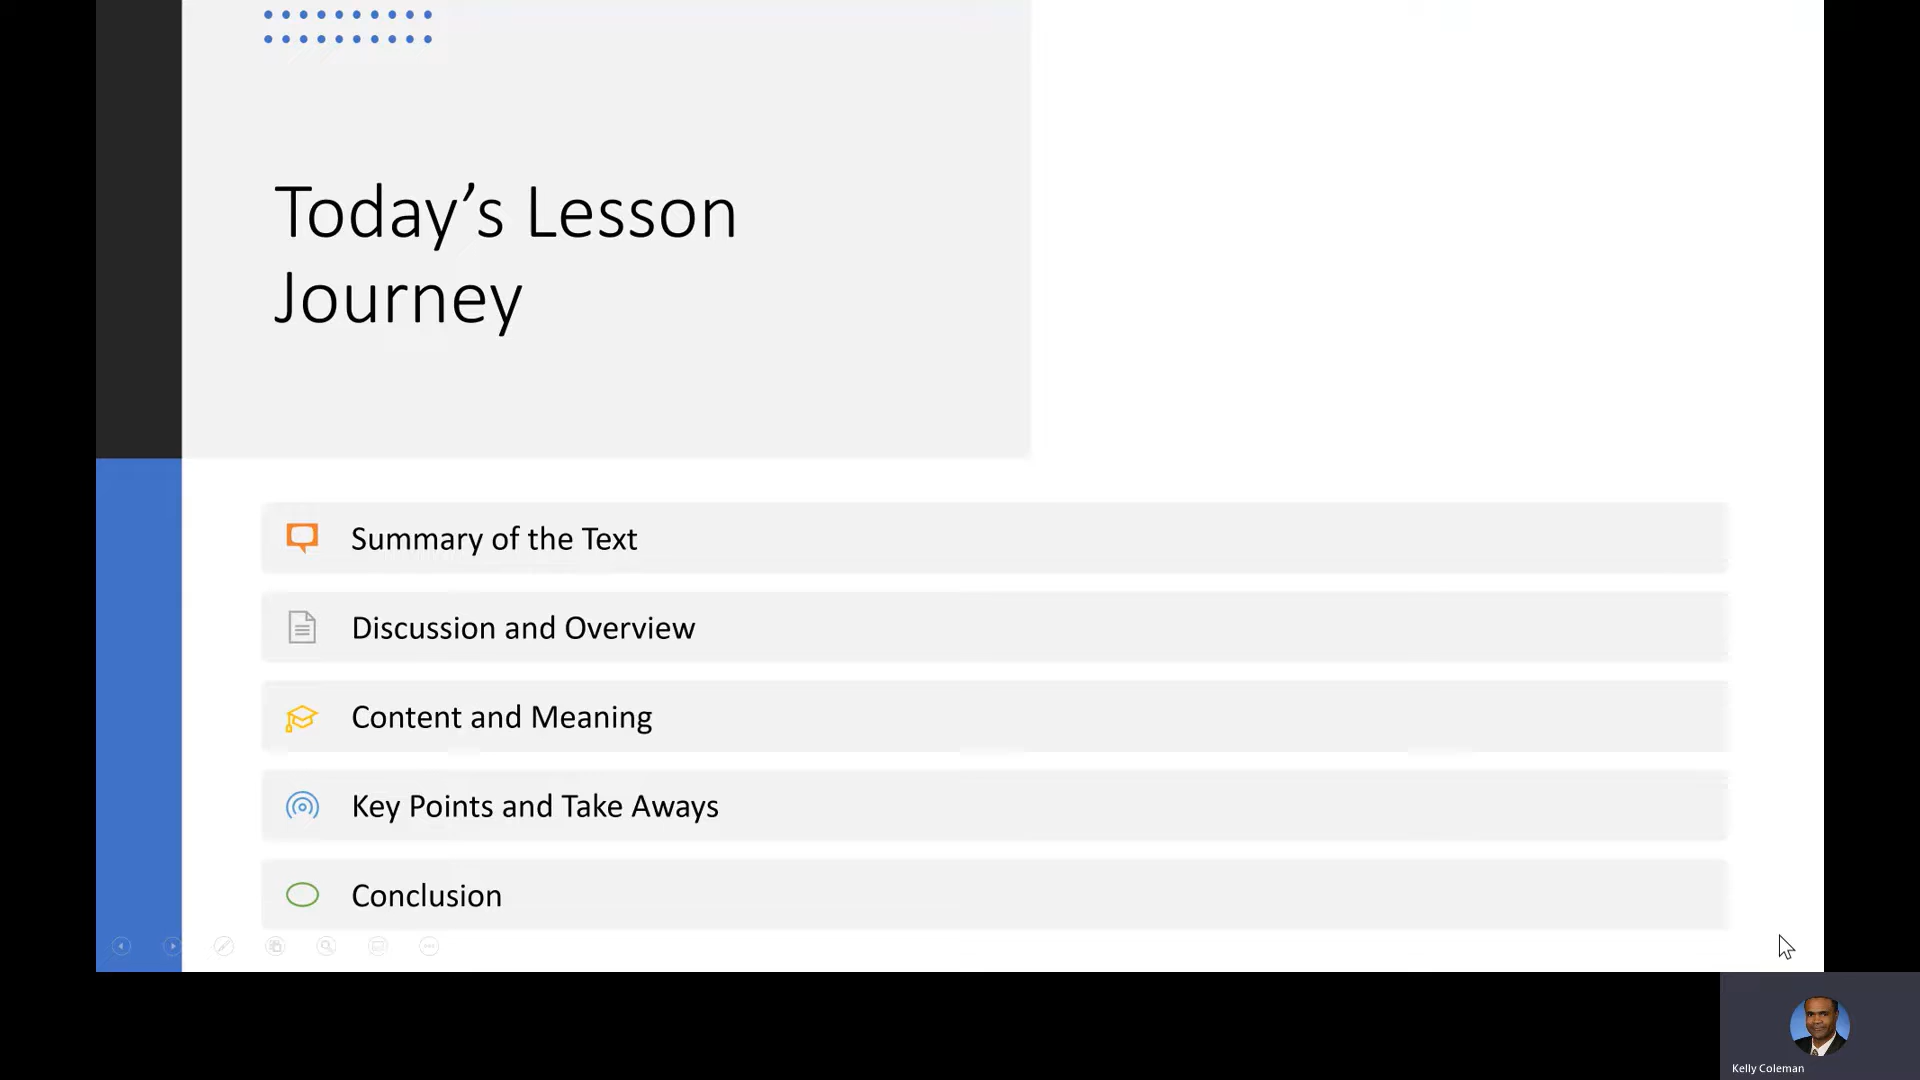 Today’s Lesson
Journey
Summary of the Text
Discussion and Overview
Content and Meaning
Key Points and Take Aways
Conclusion
Kelly Coleman